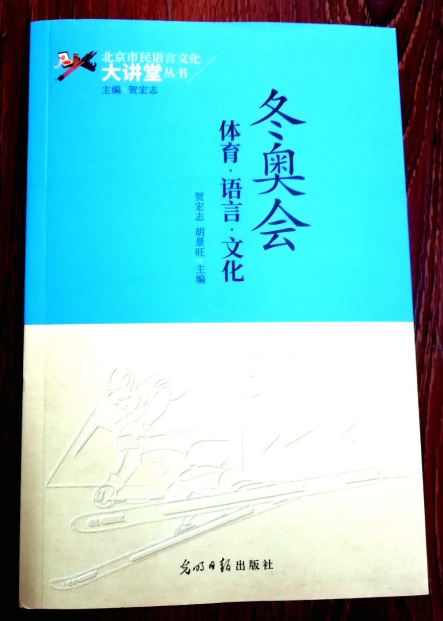 北京市民语言文化
大讲堂丛书
主编 贺宏志
冬奥会
体育·语言·文化
贺宏志 胡景旺 主编
光明日报出版社